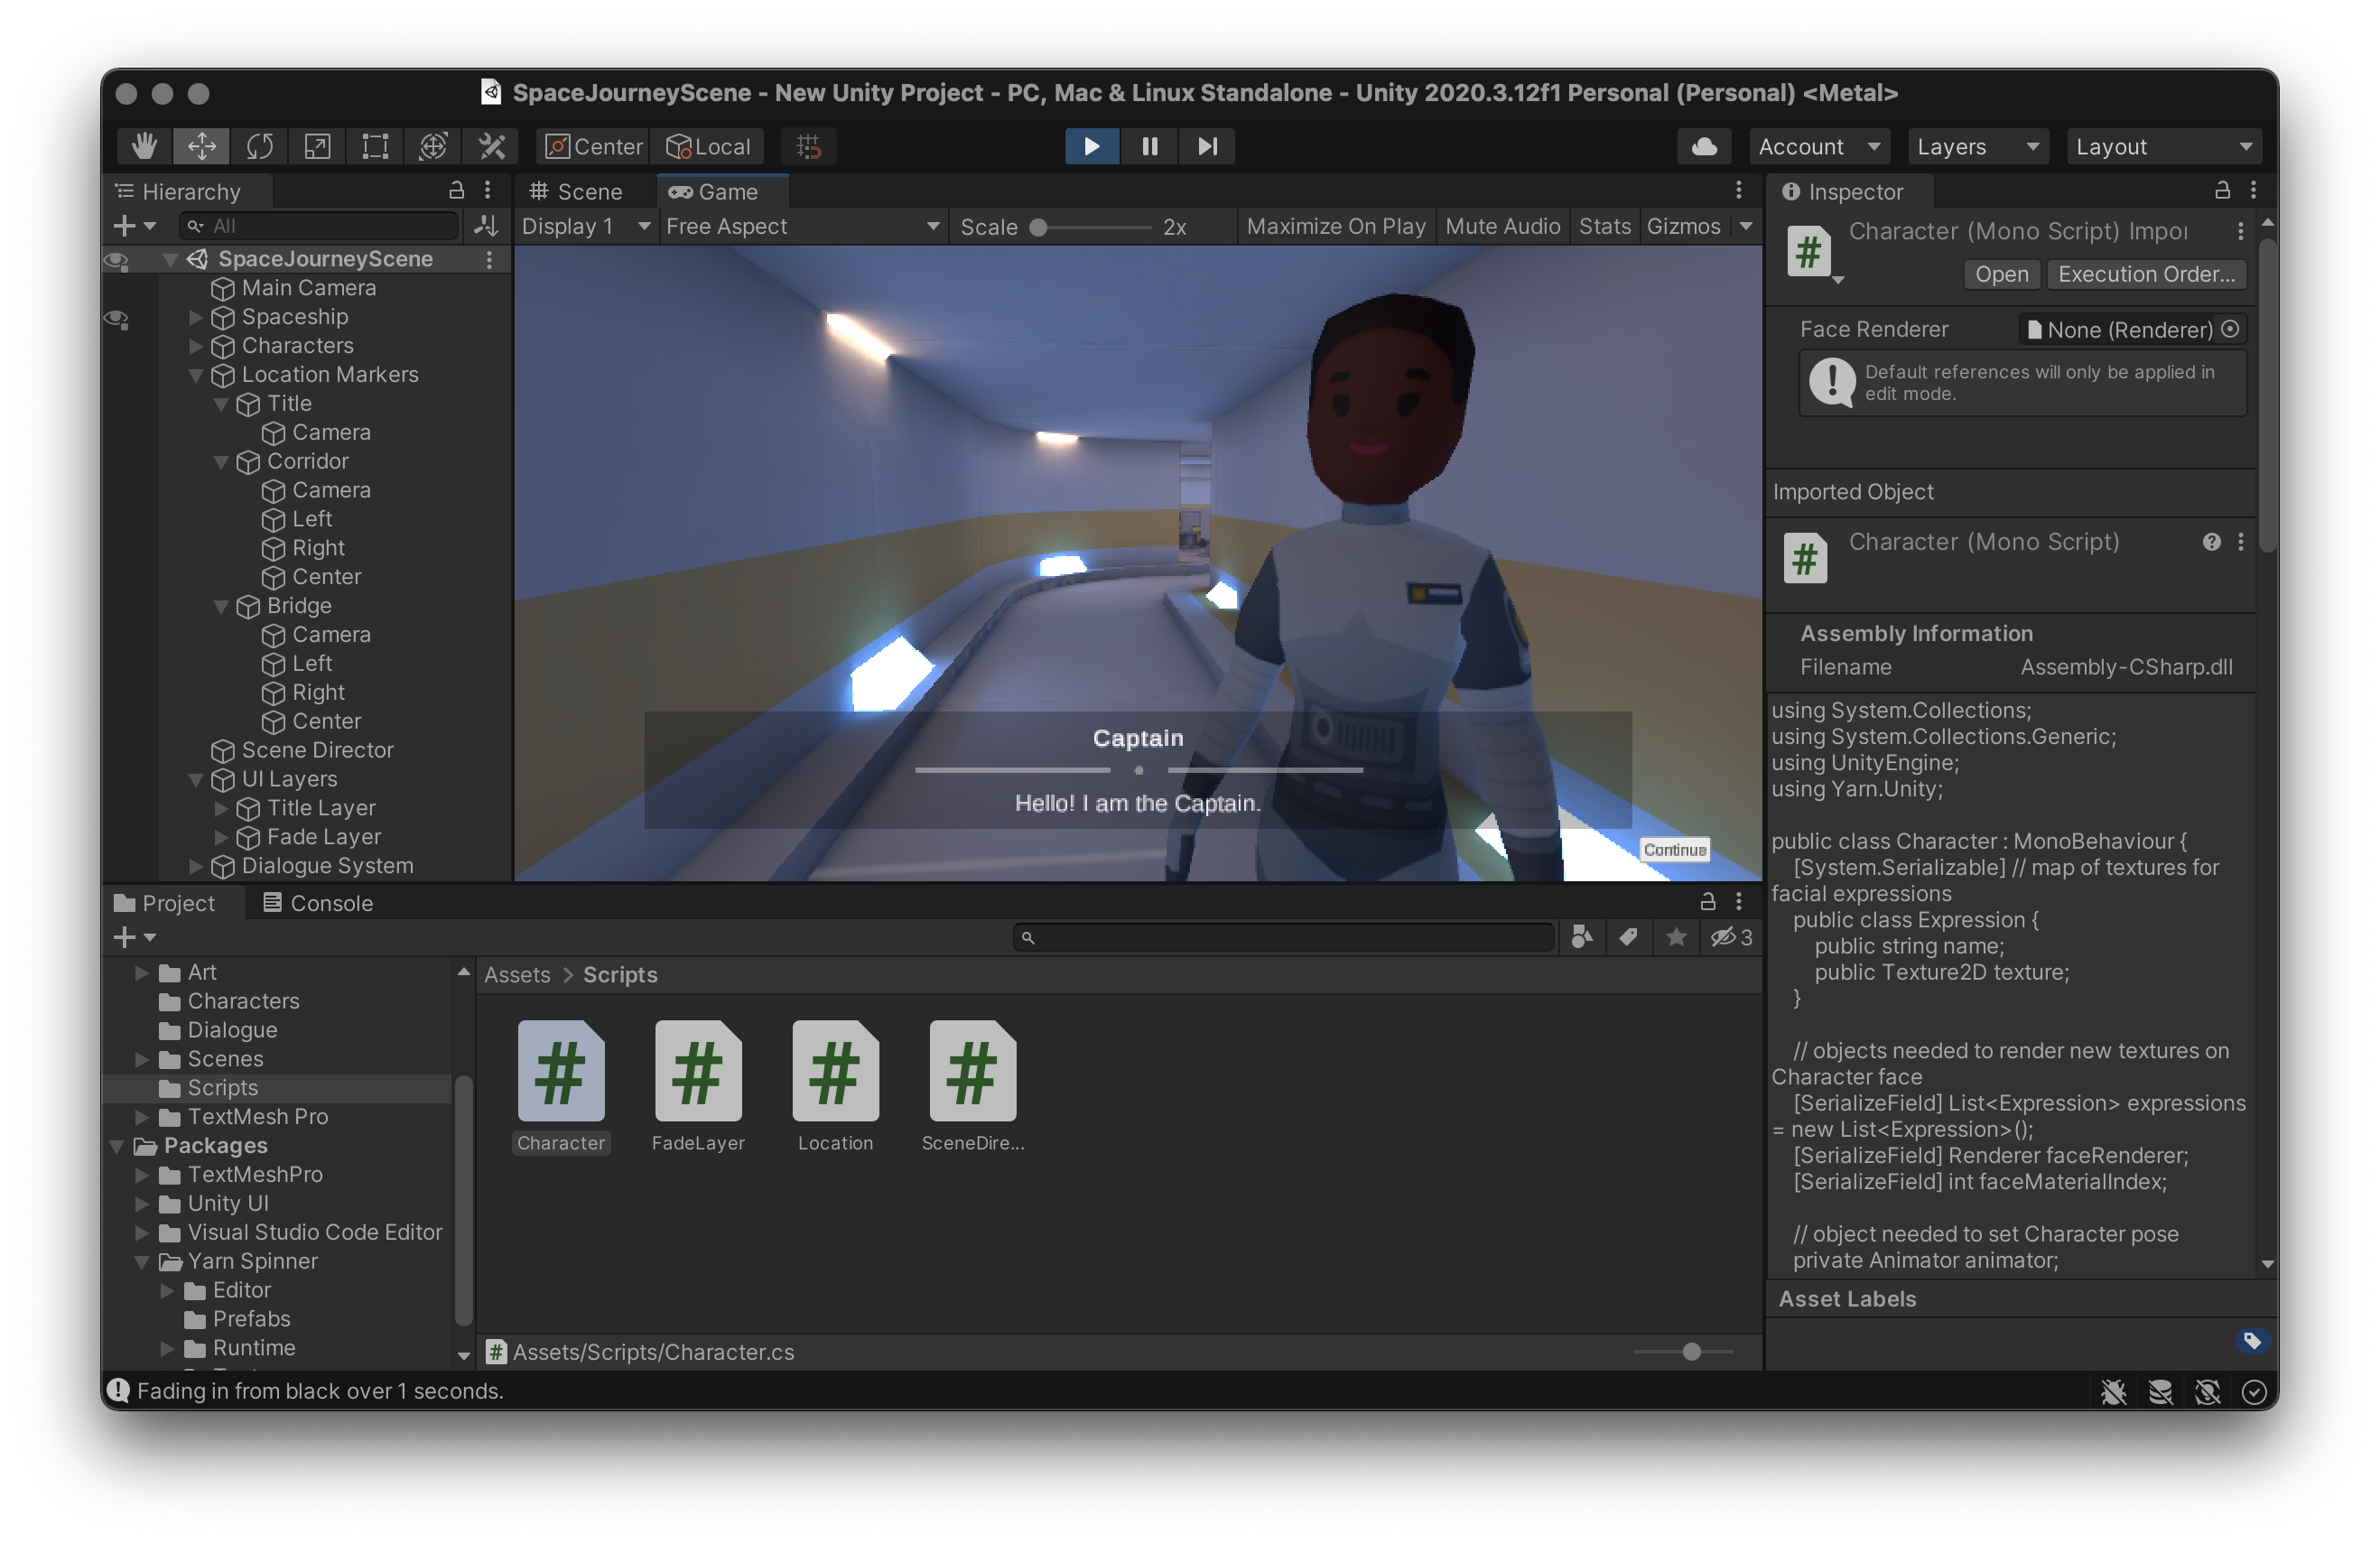 SpaceJourneyScene - New Unity Project - PC, Mac & Linux Standalone - Unity 2020.3.12f1 Personal (Personal) <Metal>
Center
Local
Account
Layers
Layout
Hierarchy
All
SpaceJourneyScene
Main Camera
Spaceship
Characters
Location Markers
Title
Camera
Corridor
Camera
Left
Right
Center
Bridge
Camera
Left
Right
Center
Scene Director
UI Layers
Title Layer
Fade Layer
Dialogue System
Scene
Game
Display 1
Free Aspect
Scale
2x
Maximize On Play
Mute Audio
Stats
Gizmos
Captain
Hello! I am the Captain.
Continue
Inspector
Character (Mono Script) Impor
Open
Execution Order...
Face Renderer
None (Renderer)
Default references will only be applied in
edit mode.
Imported Object
Character (Mono Script)
Assembly Information
Filename
Assembly-CSharp.dll
using System.Collections;
using System.Collections.Generic;
using UnityEngine;
using Yarn.Unity;
public class Character : MonoBehaviour {
[System.Serializable] // map of textures for
facial expressions
public class Expression {
public string name;
public Texture2D texture;
}
// objects needed to render new textures on
Character face
[SerializeField] List<Expression> expressions
= new List<Expression>();
[SerializeField] Renderer faceRenderer;
[SerializeField] int faceMaterialIndex;
// object needed to set Character pose
private Animator animator;
Asset Labels
Project
Console
3
Art
Characters
Dialogue
Scenes
Scripts
TextMesh Pro
Packages
TextMeshPro
Unity UI
Visual Studio Code Editor
Yarn Spinner
Editor
Prefabs
Runtime
Assets > Scripts
Character
FadeLayer
Location
SceneDire...
Assets/Scripts/Character.cs
Fading in from black over 1 seconds.